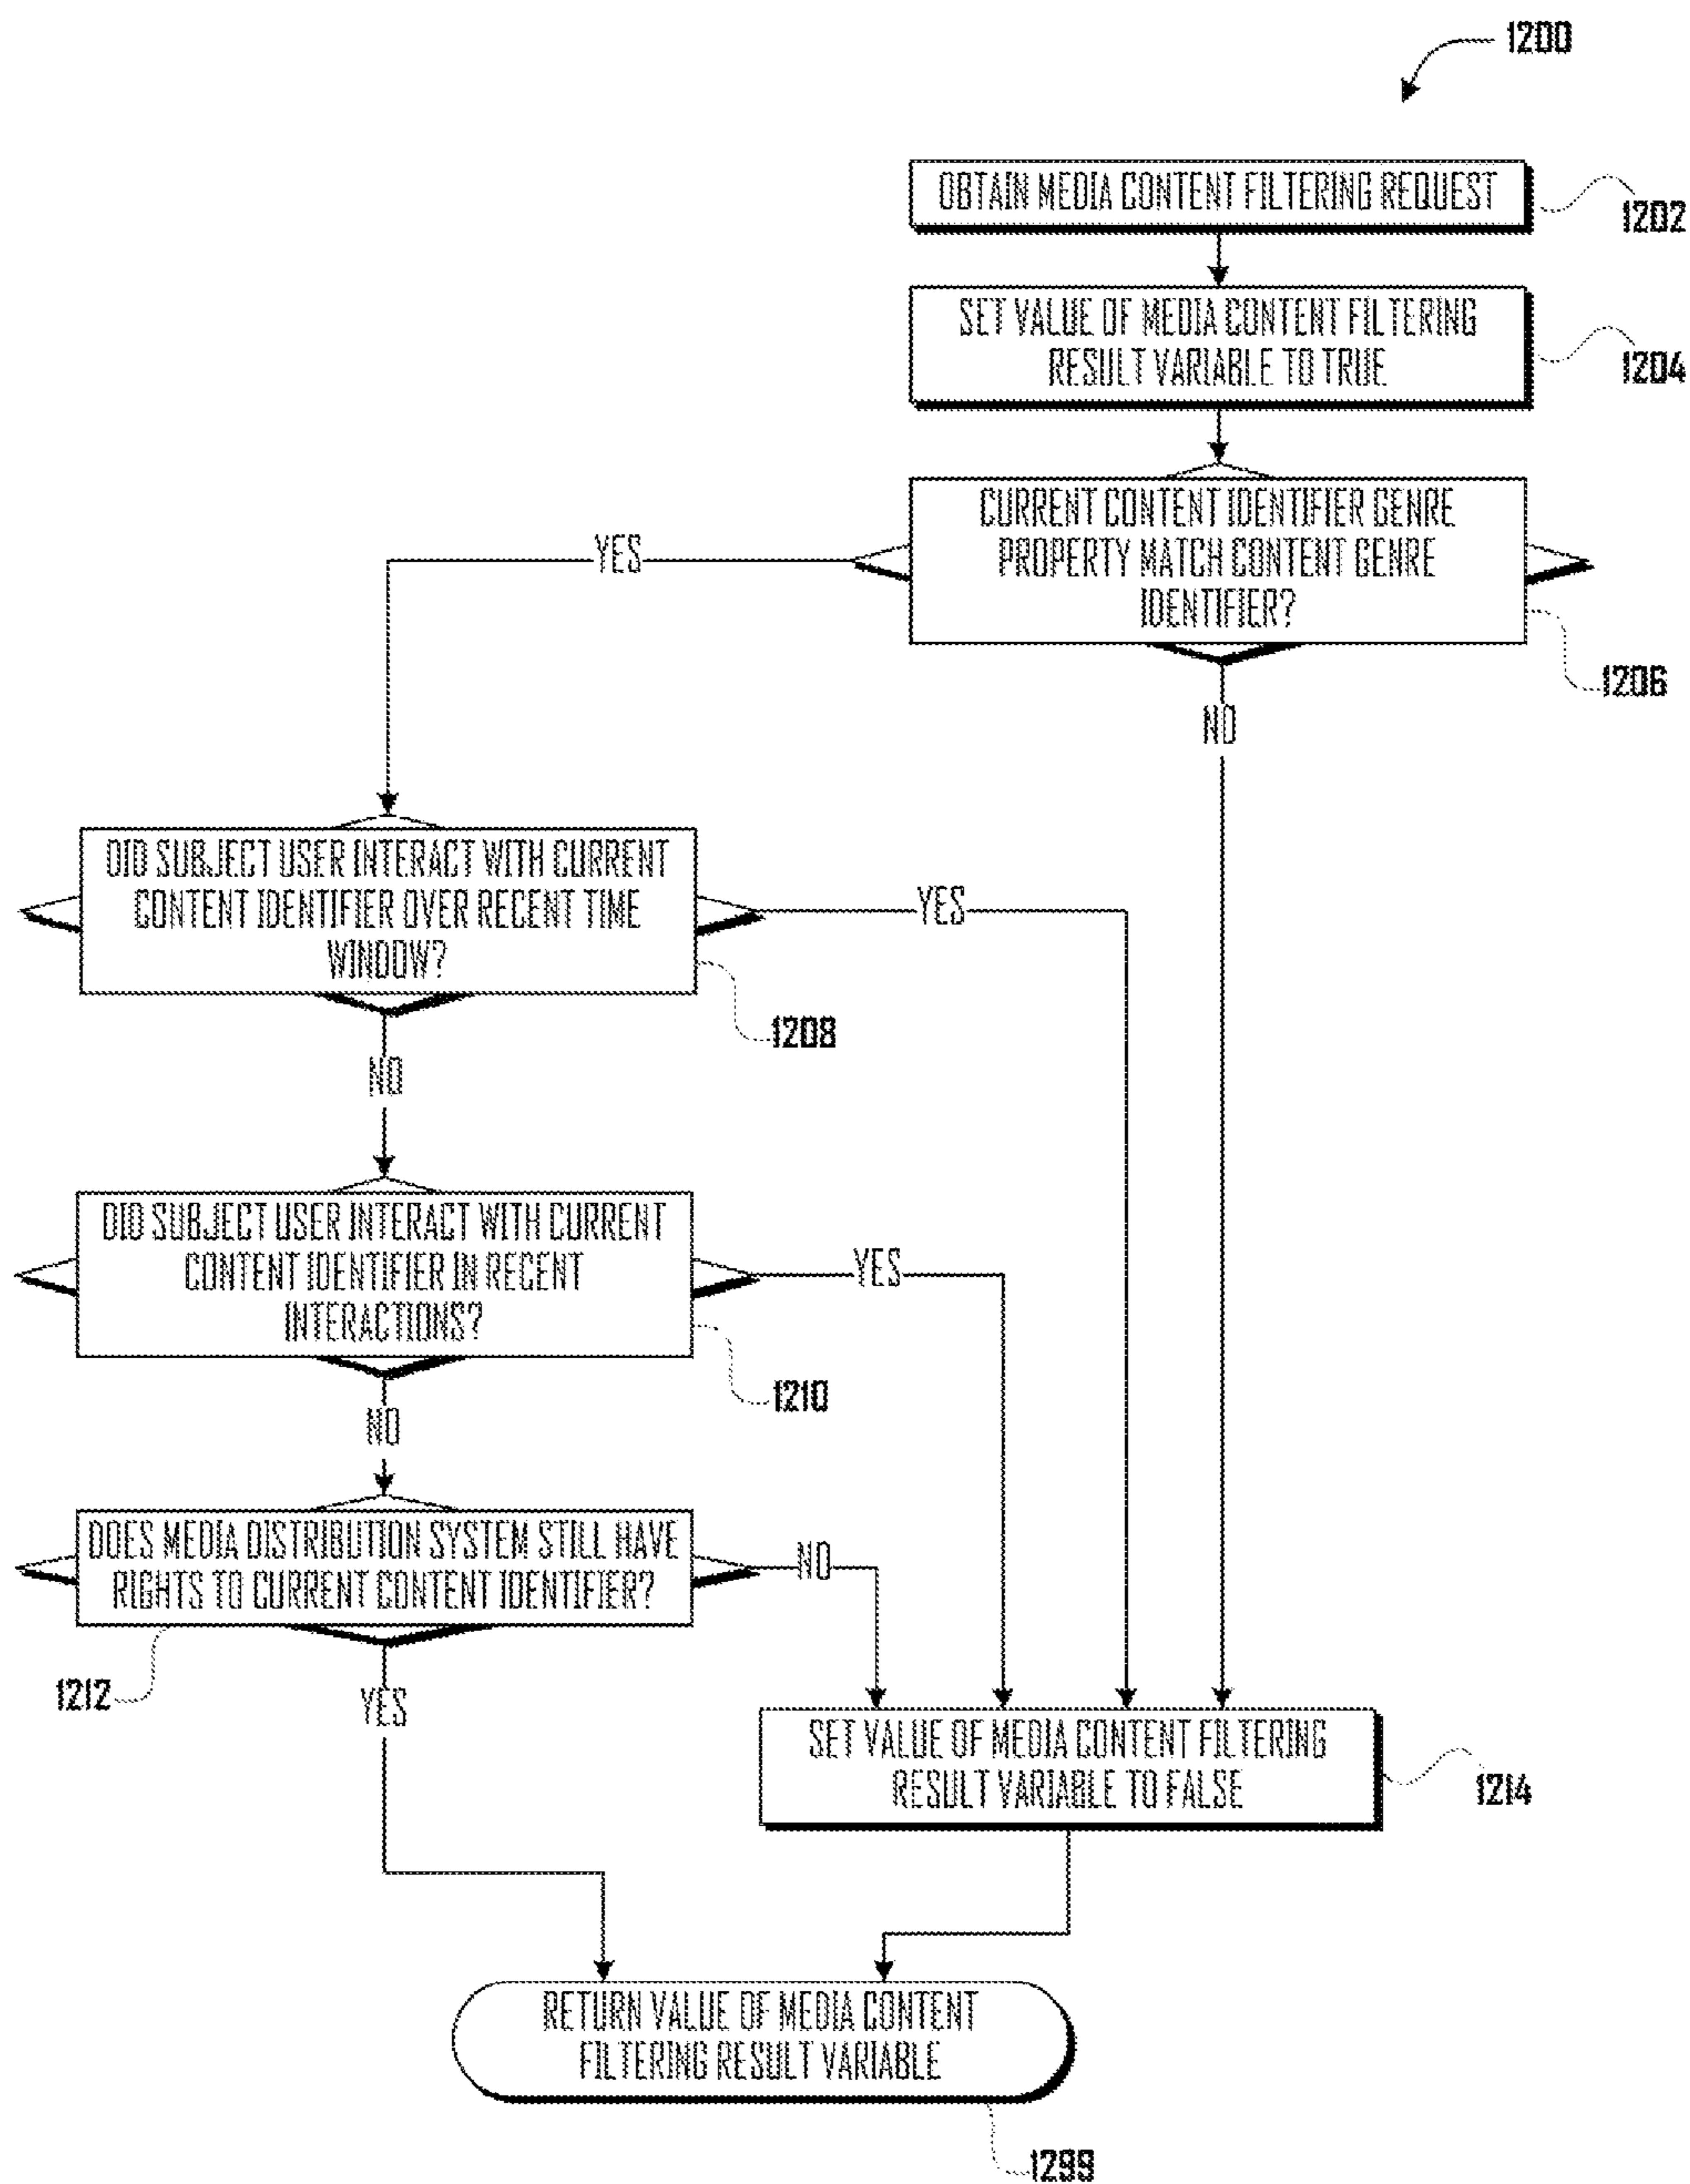 1200
OBTAIN MEDIA CONTENT FILTERING REQUEST
1202
SET VALUE OF MEDIA CONTENT FILTERING
RESULT VARIABLE TO TRUE
1204
CURRENT CONTENT IDENTIFIER GENRE
PROPERTY MATCH CONTENT GENRE
IDENTIFIER?
1206
YES
NO
DID SUBJECT USER INTERACT WITH CURRENT
CONTENT IDENTIFIER OVER RECENT TIME
WINDOW?
1208
YES
NO
DID SUBJECT USER INTERACT WITH CURRENT
CONTENT IDENTIFIER IN RECENT
INTERACTIONS?
1210
YES
NO
DOES MEDIA DISTRIBUTION SYSTEM STILL HAVE
RIGHTS TO CURRENT CONTENT IDENTIFIER?
1212
NO
YES
SET VALUE OF MEDIA CONTENT FILTERING
RESULT VARIABLE TO FALSE
1214
RETURN VALUE OF MEDIA CONTENT
FILTERING RESULT VARIABLE
1299